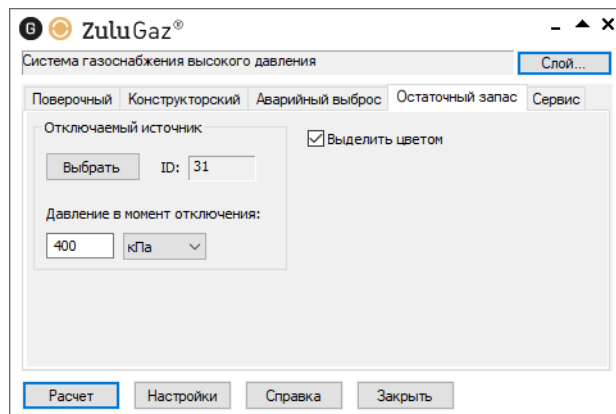 G ZuluGaz®
Система газоснабжения высокого давления Слой...
Поверочный Конструкторский Аварийный выброс Остаточный запас Сервис
Отключаемый источник
Выделить цветом
Выбрать ID: 31
Давление в момент отключения:
400 кПа
Расчет Настройки Справка Закрыть